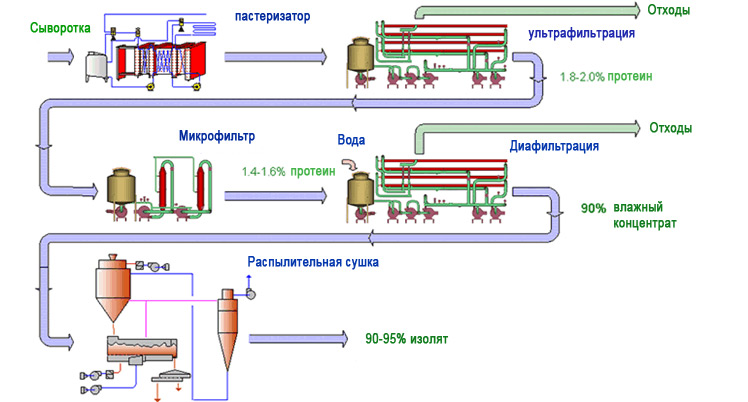 Отходы
пастеризатор
Сыворотка
ультрафильтрация
1.8-2.0% протеин
Отходы
Микрофильтр
Вода
Диафильтрация
1.4-1.6% протеин
90% влажный
концентрат
Распылительная сушка
90-95% изолят